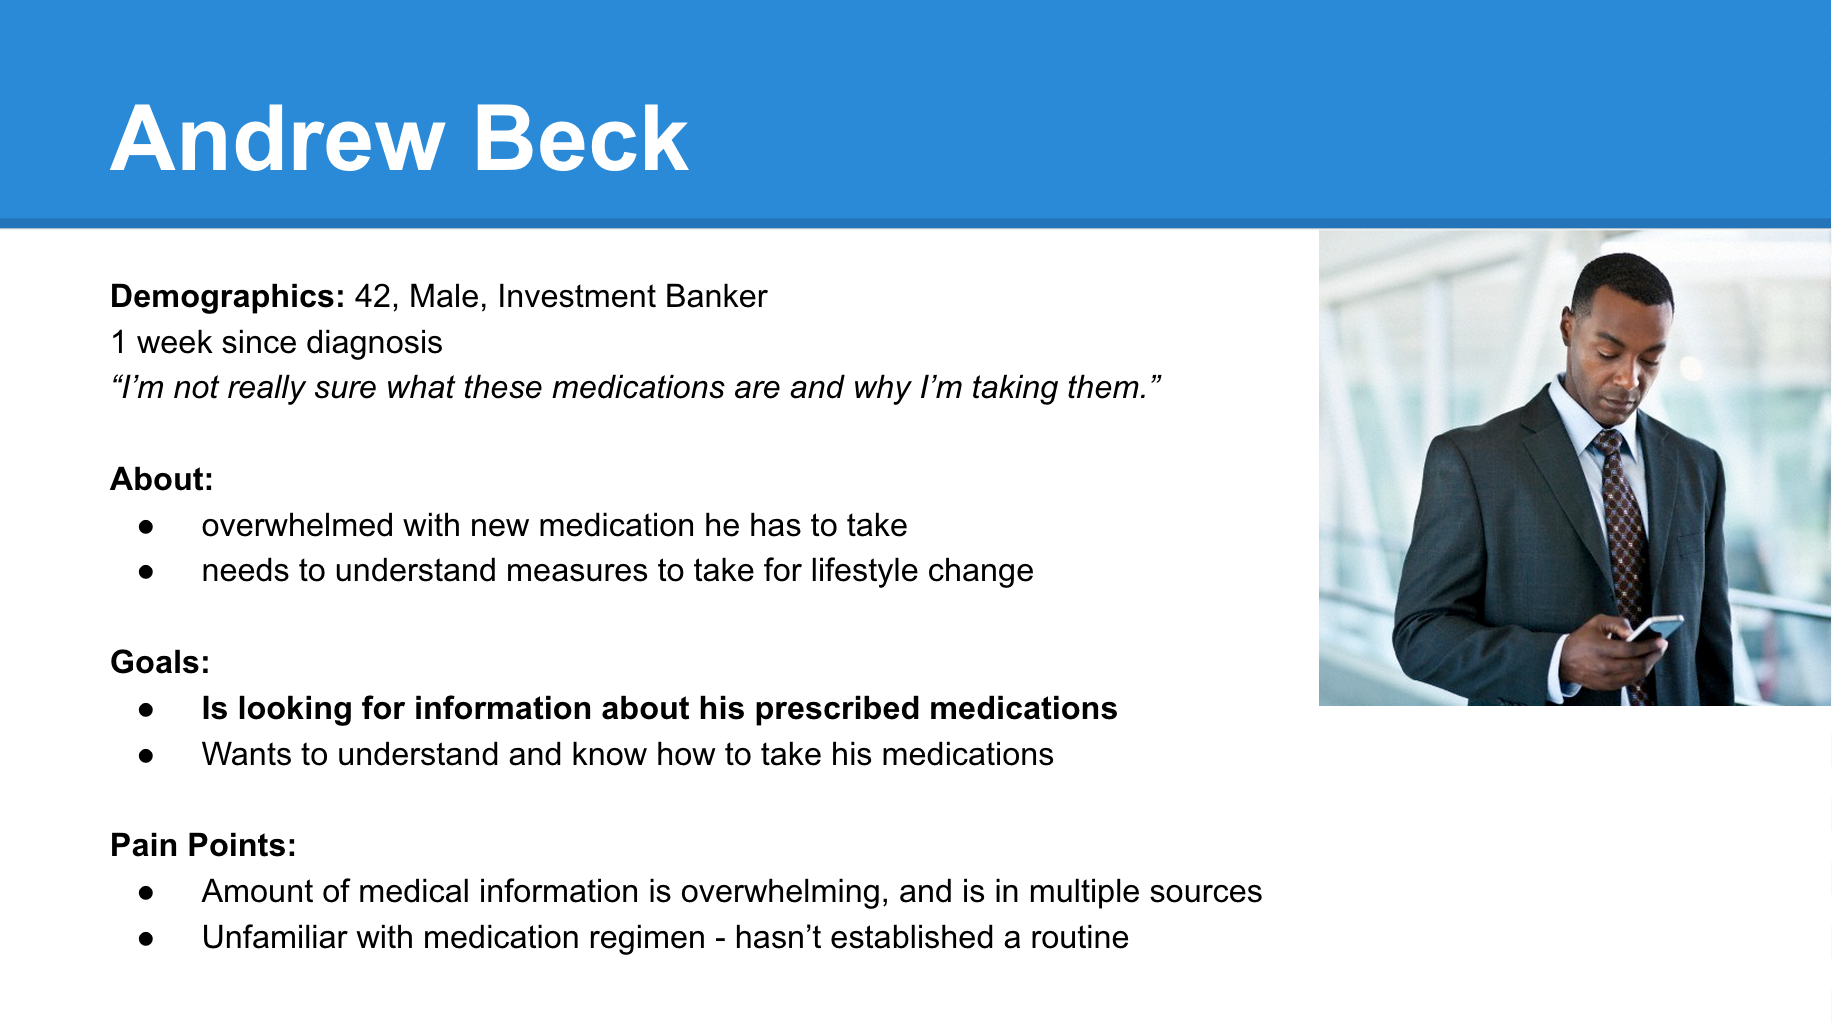 Andrew Beck
Demographics: 42, Male, Investment Banker
1 week since diagnosis
“I’m not really sure what these medications are and why I’m taking them.”
About:
● overwhelmed with new medication he has to take
● needs to understand measures to take for lifestyle change
Goals:
● Is looking for information about his prescribed medications
● Wants to understand and know how to take his medications
Pain Points:
● Amount of medical information is overwhelming, and is in multiple sources
● Unfamiliar with medication regimen - hasn’t established a routine